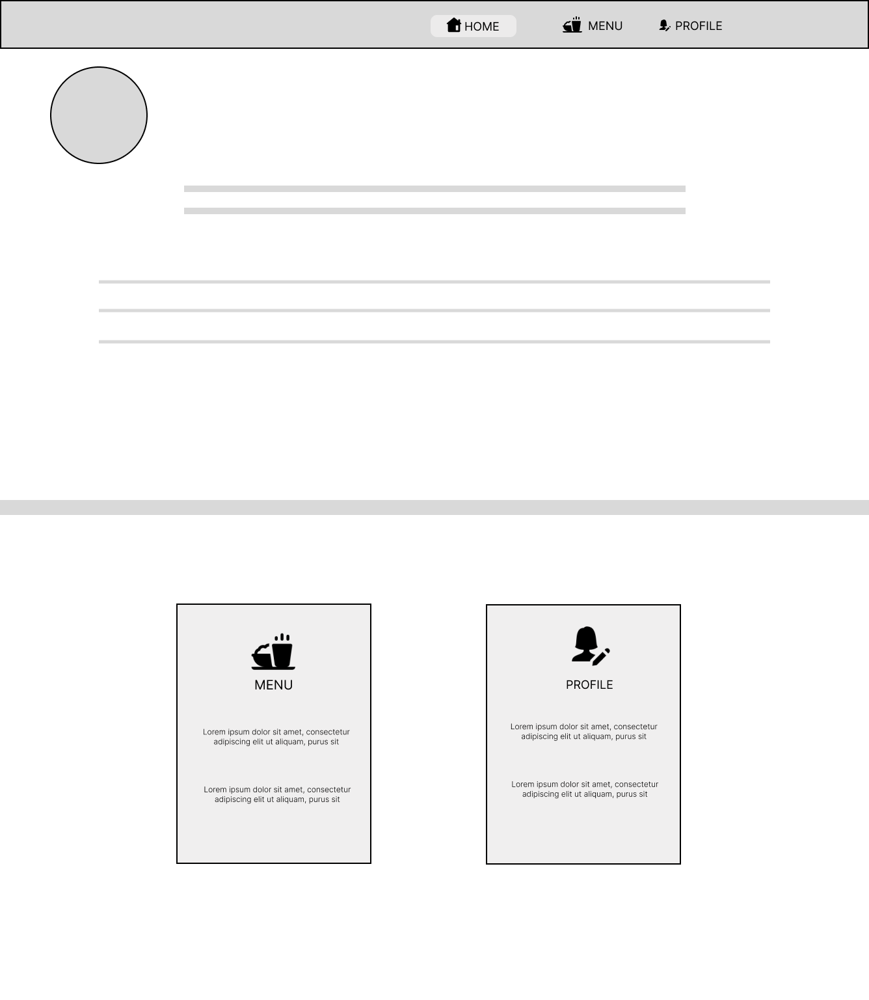 HOME
MENU
PROFILE
MENU
Lorem ipsum dolor sit amet, consectetur
adipiscing elit ut aliquam, purus sit
Lorem ipsum dolor sit amet, consectetur
adipiscing elit ut aliquam, purus sit
PROFILE
Lorem ipsum dolor sit amet, consectetur
adipiscing elit ut aliquam, purus sit
Lorem ipsum dolor sit amet, consectetur
adipiscing elit ut aliquam, purus sit